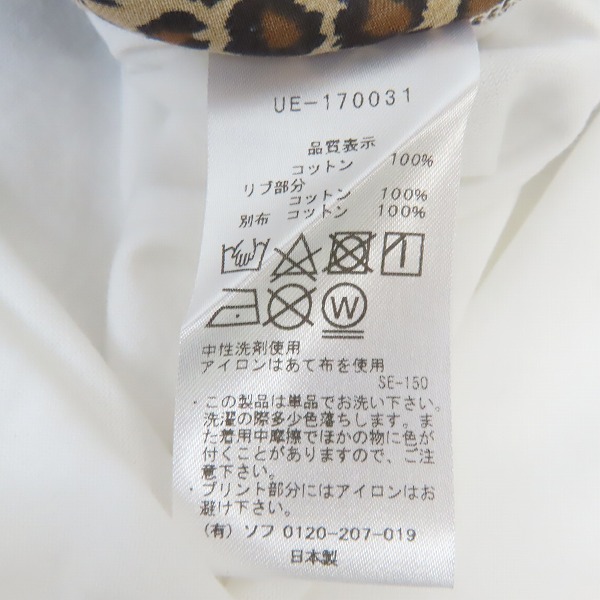 UE-170031
品質表示
コットン 100%
リブ部分
コットン 100%
別布 コットン 100%
W
中性洗剤使用
アイロンはあて布を使用
SE-150
・この製品は単品でお洗い下さい。
洗濯の際多少色落ちします。ま
た着用中摩擦でほかの物に色が
付くことがありますので、ご注
意下さい。
・プリント部分にはアイロンはお
避け下さい。
(有) ソフ 0120-207-019
日本製